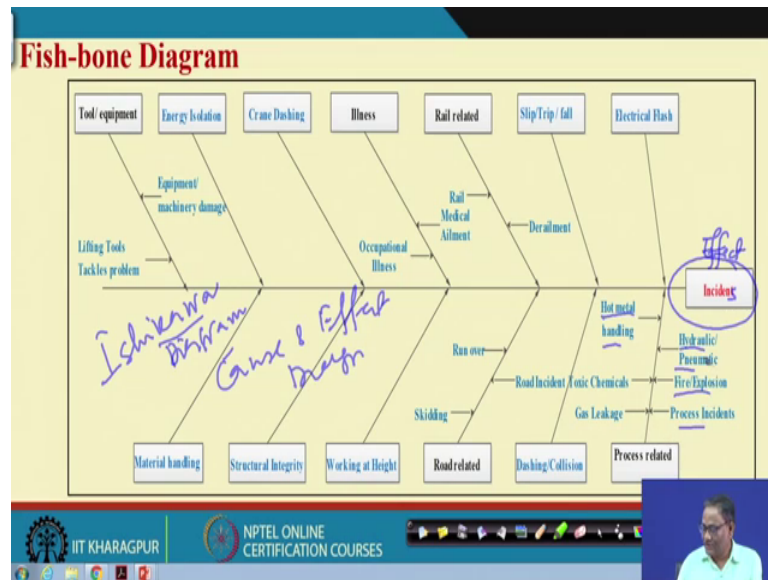 Fish-bone Diagram
Tool/ equipment
Energy Isolation
Crane Dashing
Illness
Rail related
Slip/Trip / fall
Electrical Flash
Equipment/
machinery damage
Rail
Medical
Ailment
Derailment
Lifting Tools
Tackles problem
Occupational
Illness
Effect
Incidents
Ishikawa
Diagram
Cause & Effect
Hot metal
handling
Hydraulic/
Pneumatic
Run over
Road Incident
Toxic Chemicals
Fire/Explosion
Skidding
Gas Leakage
Process Incidents
Material handling
Structural Integrity
Working at Height
Road related
Dashing/Collision
Process related
IIT KHARAGPUR
NPTEL ONLINE
CERTIFICATION COURSES